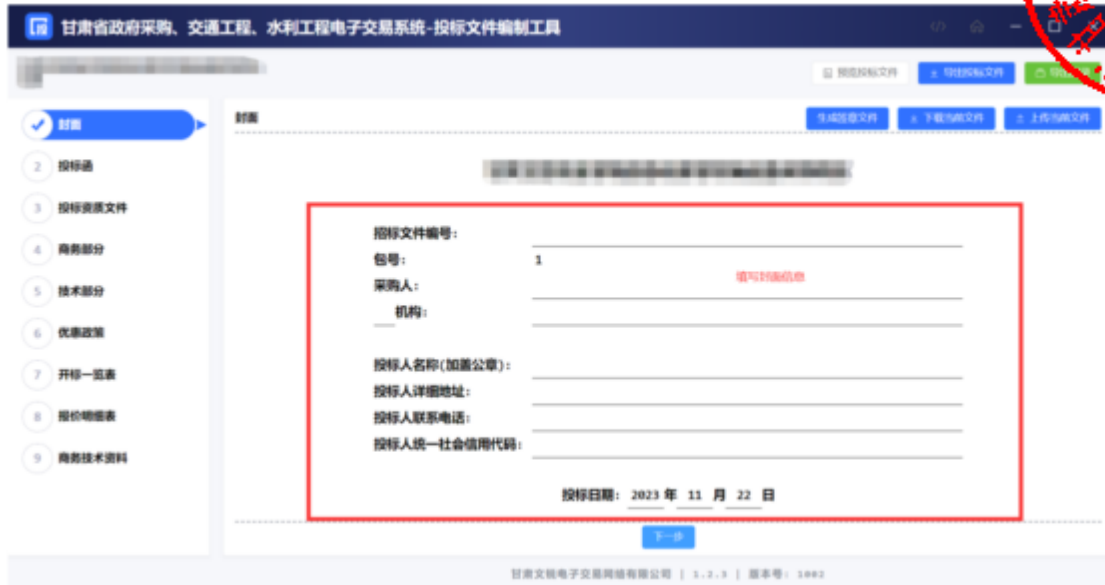 甘肃省政府采购、交通工程、水利工程电子交易系统-投标文件编制工具
预览投标文件 导出投标文件
封面
投标函
投标资质文件
商务部分
技术部分
优惠政策
开标一览表
报价明细表
商务技术资料
封面
生成签章文件 下载当前文件 上传当前文件
招标文件编号:
包号: 1
填写封面信息
采购人:
机构:
投标人名称(加盖公章):
投标人详细地址:
投标人联系电话:
投标人统一社会信用代码:
投标日期: 2023 年 11 月 22 日
下一步
甘肃文锐电子交易网络有限公司 | 1.2.3 | 版本号: 1002